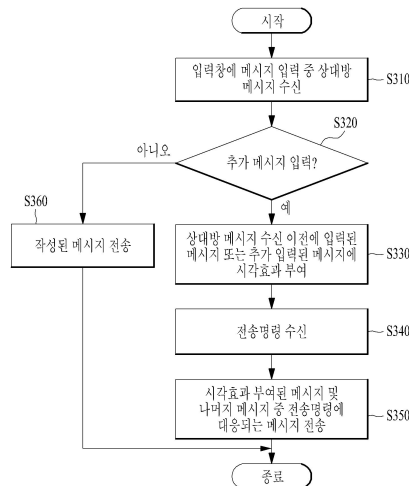 시작
입력창에 메시지 입력 중 상대방
메시지 수신
S310
S320
추가 메시지 입력?
아니오
예
S360
작성된 메시지 전송
상대방 메시지 수신 이전에 입력된
메시지 또는 추가 입력된 메시지에
시각효과 부여
S330
전송명령 수신
S340
시각효과 부여된 메시지 및
나머지 메시지 중 전송명령에
대응되는 메시지 전송
S350
종료